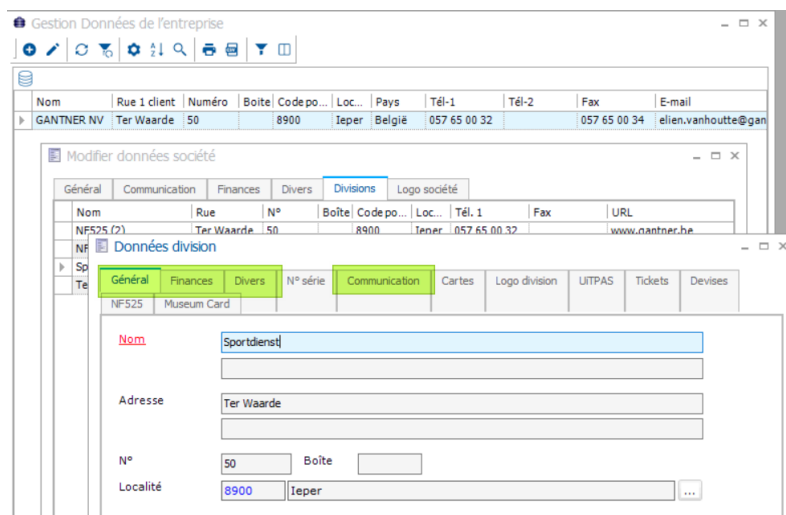 Gestion Données de l'entreprise
Nom Rue 1 client Numéro Boite Code po... Loc... Pays Tél-1 Tél-2 Fax E-mail
GANTNER NV Ter Waarde 50 8900 Ieper België 057 65 00 32 057 65 00 34 elien.vanhoutte@gan
Modifier données société
Général Communication Finances Divers Divisions Logo société
Nom Rue N° Boîte Code po... Loc... Tél. 1 Fax URL
NF525 (2) Ter Waarde 50 8900 Ieper 057 65 00 32 www.gantner.be
NF
Sp
Te
Données division
Général Finances Divers N° série Communication Cartes Logo division UiTPAS Tickets Devises
NF525 Museum Card
Nom Sportdienst
Adresse Ter Waarde
N° 50 Boîte
Localité 8900 Ieper ...